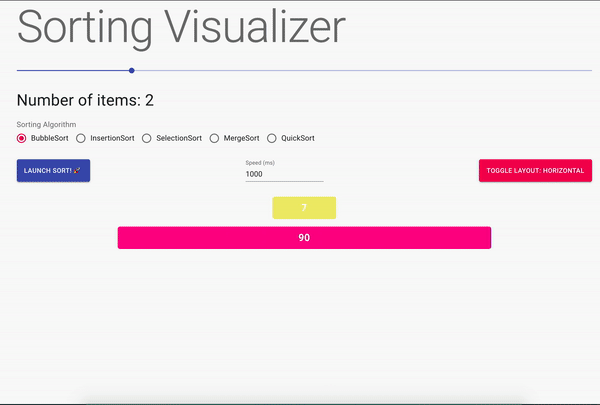 Sorting Visualizer
Number of items: 2
Sorting Algorithm
BubbleSort InsertionSort SelectionSort MergeSort QuickSort
LAUNCH SORT! 🚀
Speed (ms)
1000
TOGGLE LAYOUT: HORIZONTAL
7
90